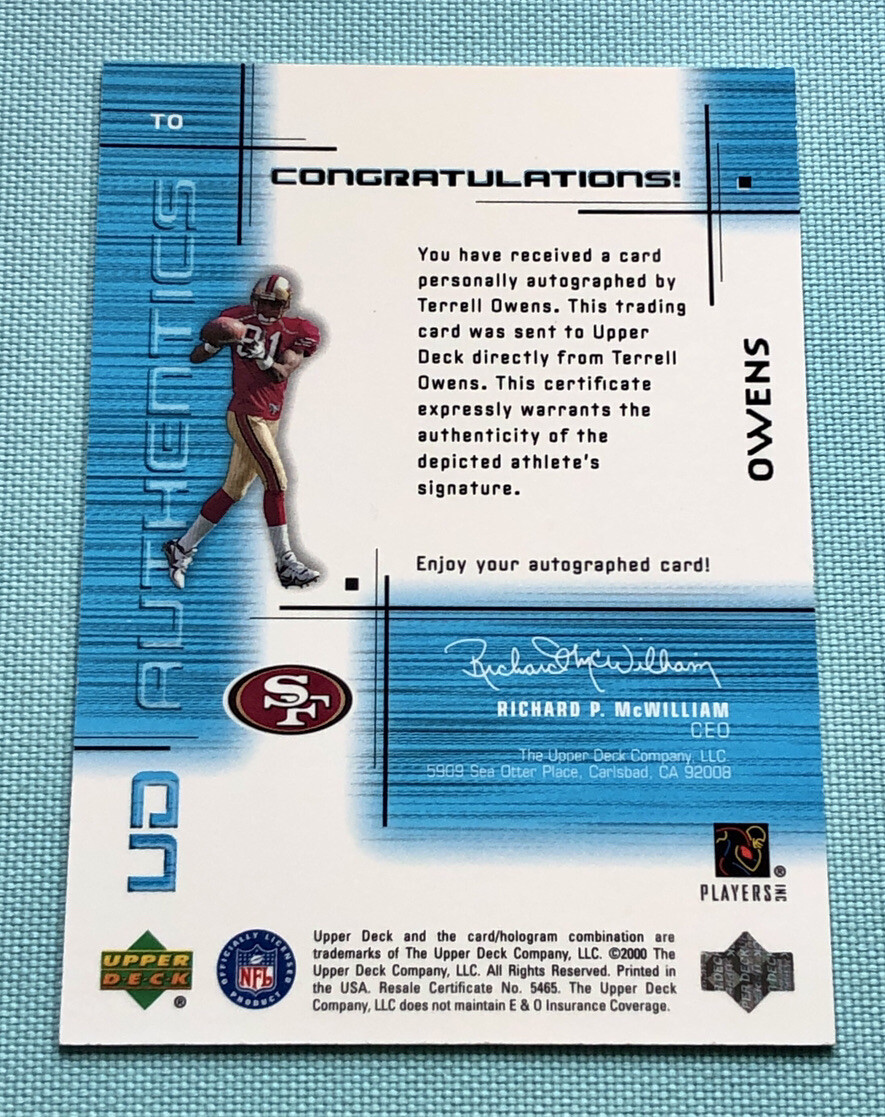 TO
CONGRATULATIONS!
You have received a card
personally autographed by
Terrell Owens. This trading
card was sent to Upper
Deck directly from Terrell
Owens. This certificate
expressly warrants the
authenticity of the
depicted athlete's
signature.
Enjoy your autographed card!
OWENS
UD AUTHENTICS
81
SF
Richard McWilliam
RICHARD P. McWILLIAM
CEO
The Upper Deck Company, LLC.
5909 Sea Otter Place, Carlsbad, CA 92008
PLAYERS INC ®
UPPER
DECK ®
OFFICIALLY LICENSED
NFL
PRODUCT
Upper Deck and the card/hologram combination are
trademarks of The Upper Deck Company, LLC. ©2000 The
Upper Deck Company, LLC. All Rights Reserved. Printed in
the USA. Resale Certificate No. 5465. The Upper Deck
Company, LLC does not maintain E & O Insurance Coverage.